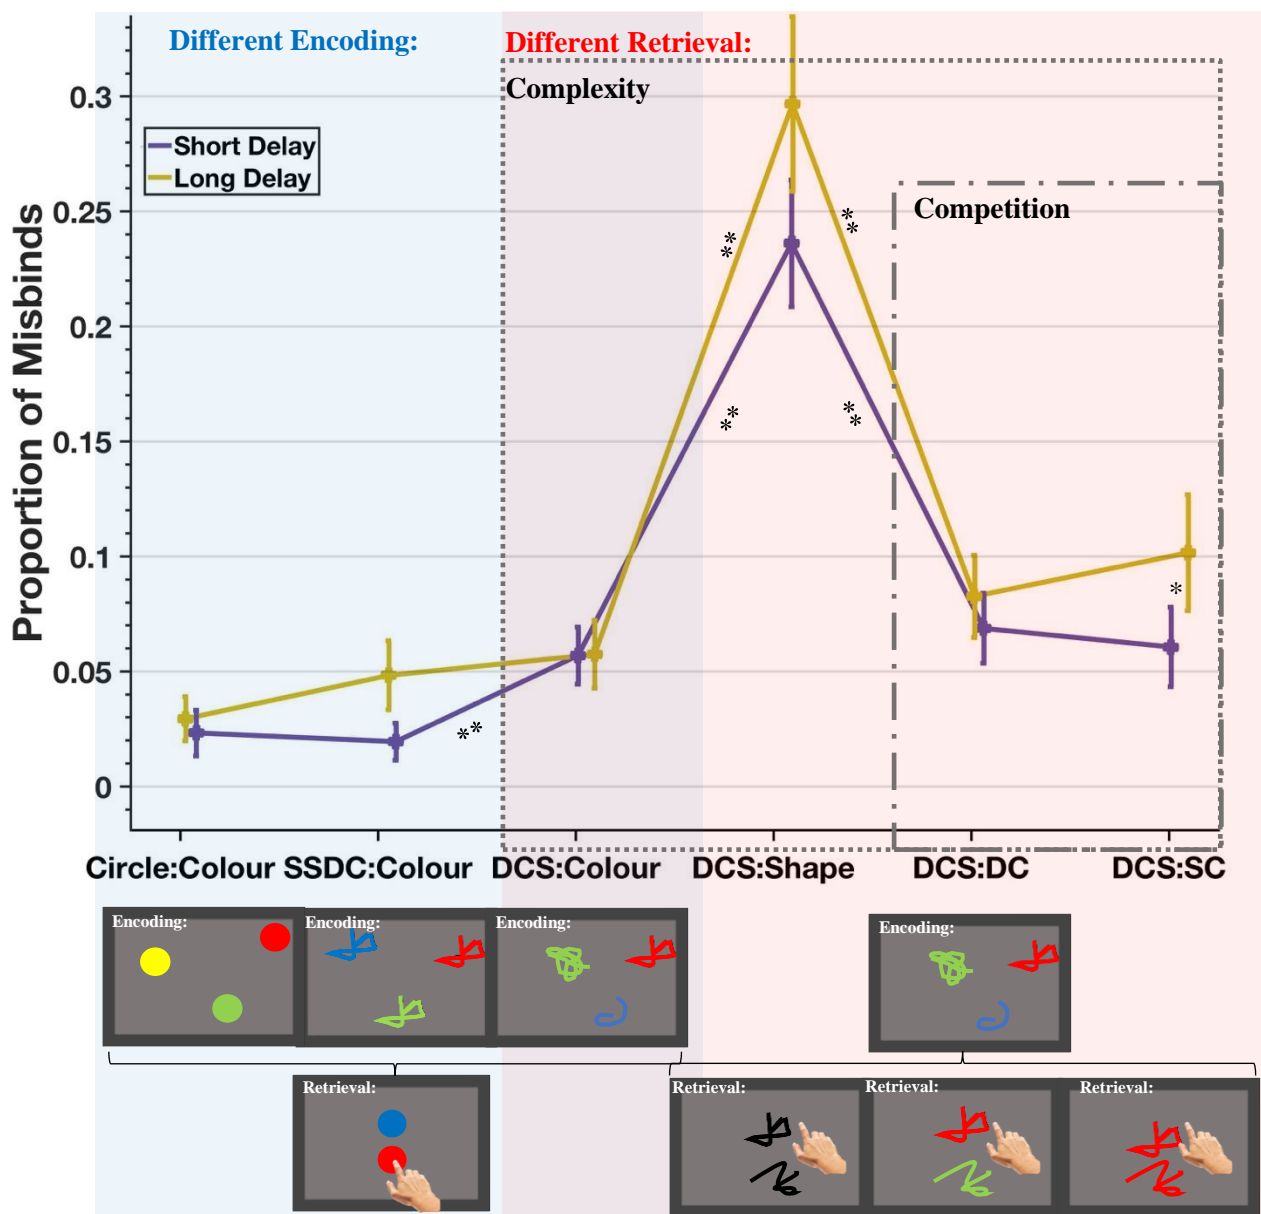 Different Encoding:
Different Retrieval:
Complexity
Short Delay
Long Delay
Competition
Proportion of Misbinds
0.3
0.25
0.2
0.15
0.1
0.05
0
**
**
**
**
**
*
Circle:Colour SSDC:Colour DCS:Colour DCS:Shape DCS:DC DCS:SC
Encoding: Encoding: Encoding: Encoding:
Retrieval: Retrieval: Retrieval: Retrieval: